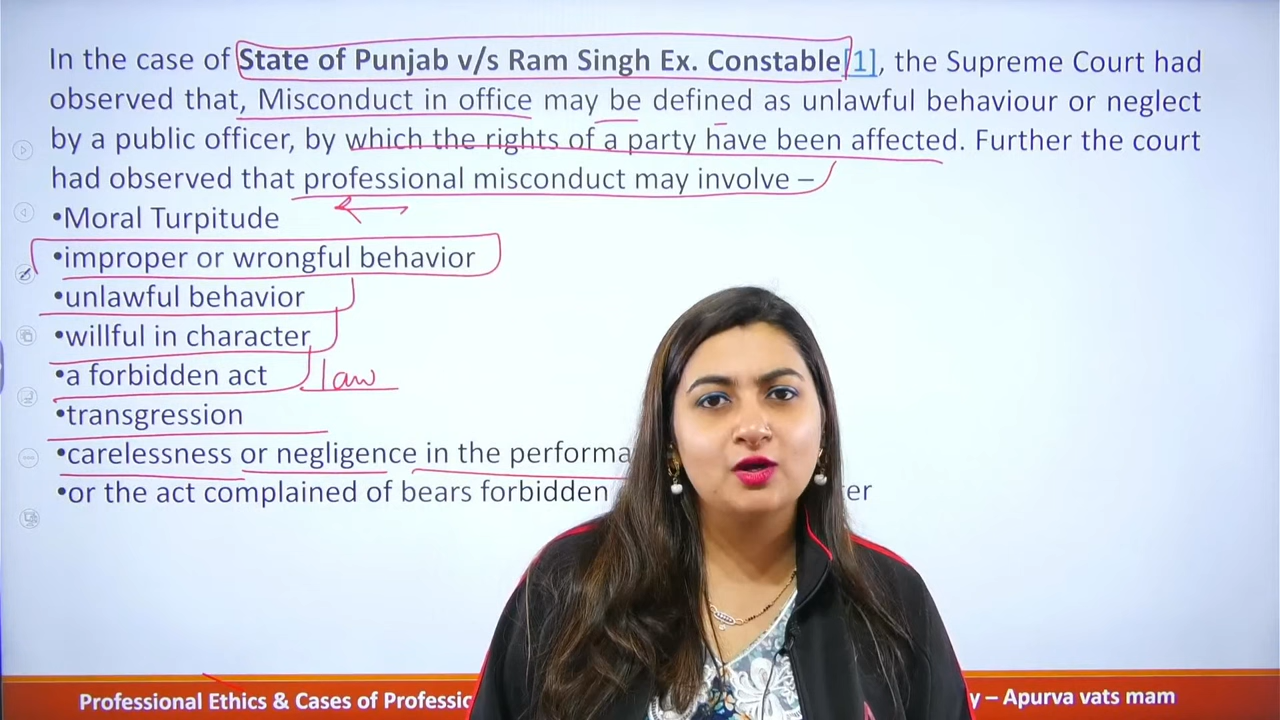 In the case of State of Punjab v/s Ram Singh Ex. Constable[1], the Supreme Court had
observed that, Misconduct in office may be defined as unlawful behaviour or neglect
by a public officer, by which the rights of a party have been affected. Further the court
had observed that professional misconduct may involve –
•Moral Turpitude
•improper or wrongful behavior
•unlawful behavior
•willful in character
•a forbidden act law
•transgression
•carelessness or negligence in the performa
•or the act complained of bears forbidden er
Professional Ethics & Cases of Professic y – Apurva vats mam